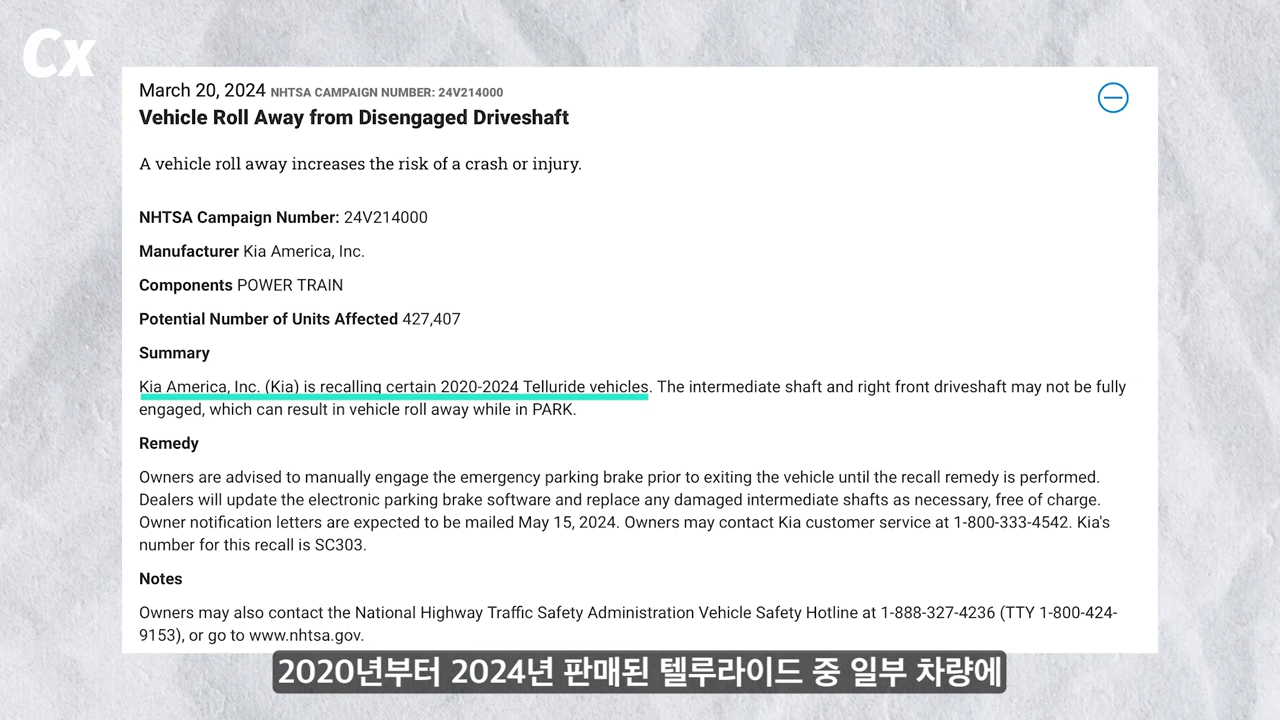 Cx
March 20, 2024 NHTSA CAMPAIGN NUMBER: 24V214000
Vehicle Roll Away from Disengaged Driveshaft
A vehicle roll away increases the risk of a crash or injury.
NHTSA Campaign Number: 24V214000
Manufacturer Kia America, Inc.
Components POWER TRAIN
Potential Number of Units Affected 427,407
Summary
Kia America, Inc. (Kia) is recalling certain 2020-2024 Telluride vehicles. The intermediate shaft and right front driveshaft may not be fully
engaged, which can result in vehicle roll away while in PARK.
Remedy
Owners are advised to manually engage the emergency parking brake prior to exiting the vehicle until the recall remedy is performed.
Dealers will update the electronic parking brake software and replace any damaged intermediate shafts as necessary, free of charge.
Owner notification letters are expected to be mailed May 15, 2024. Owners may contact Kia customer service at 1-800-333-4542. Kia's
number for this recall is SC303.
Notes
Owners may also contact the National Highway Traffic Safety Administration Vehicle Safety Hotline at 1-888-327-4236 (TTY 1-800-424-
9153), or go to www.nhtsa.gov.
2020년부터 2024년 판매된 텔루라이드 중 일부 차량에